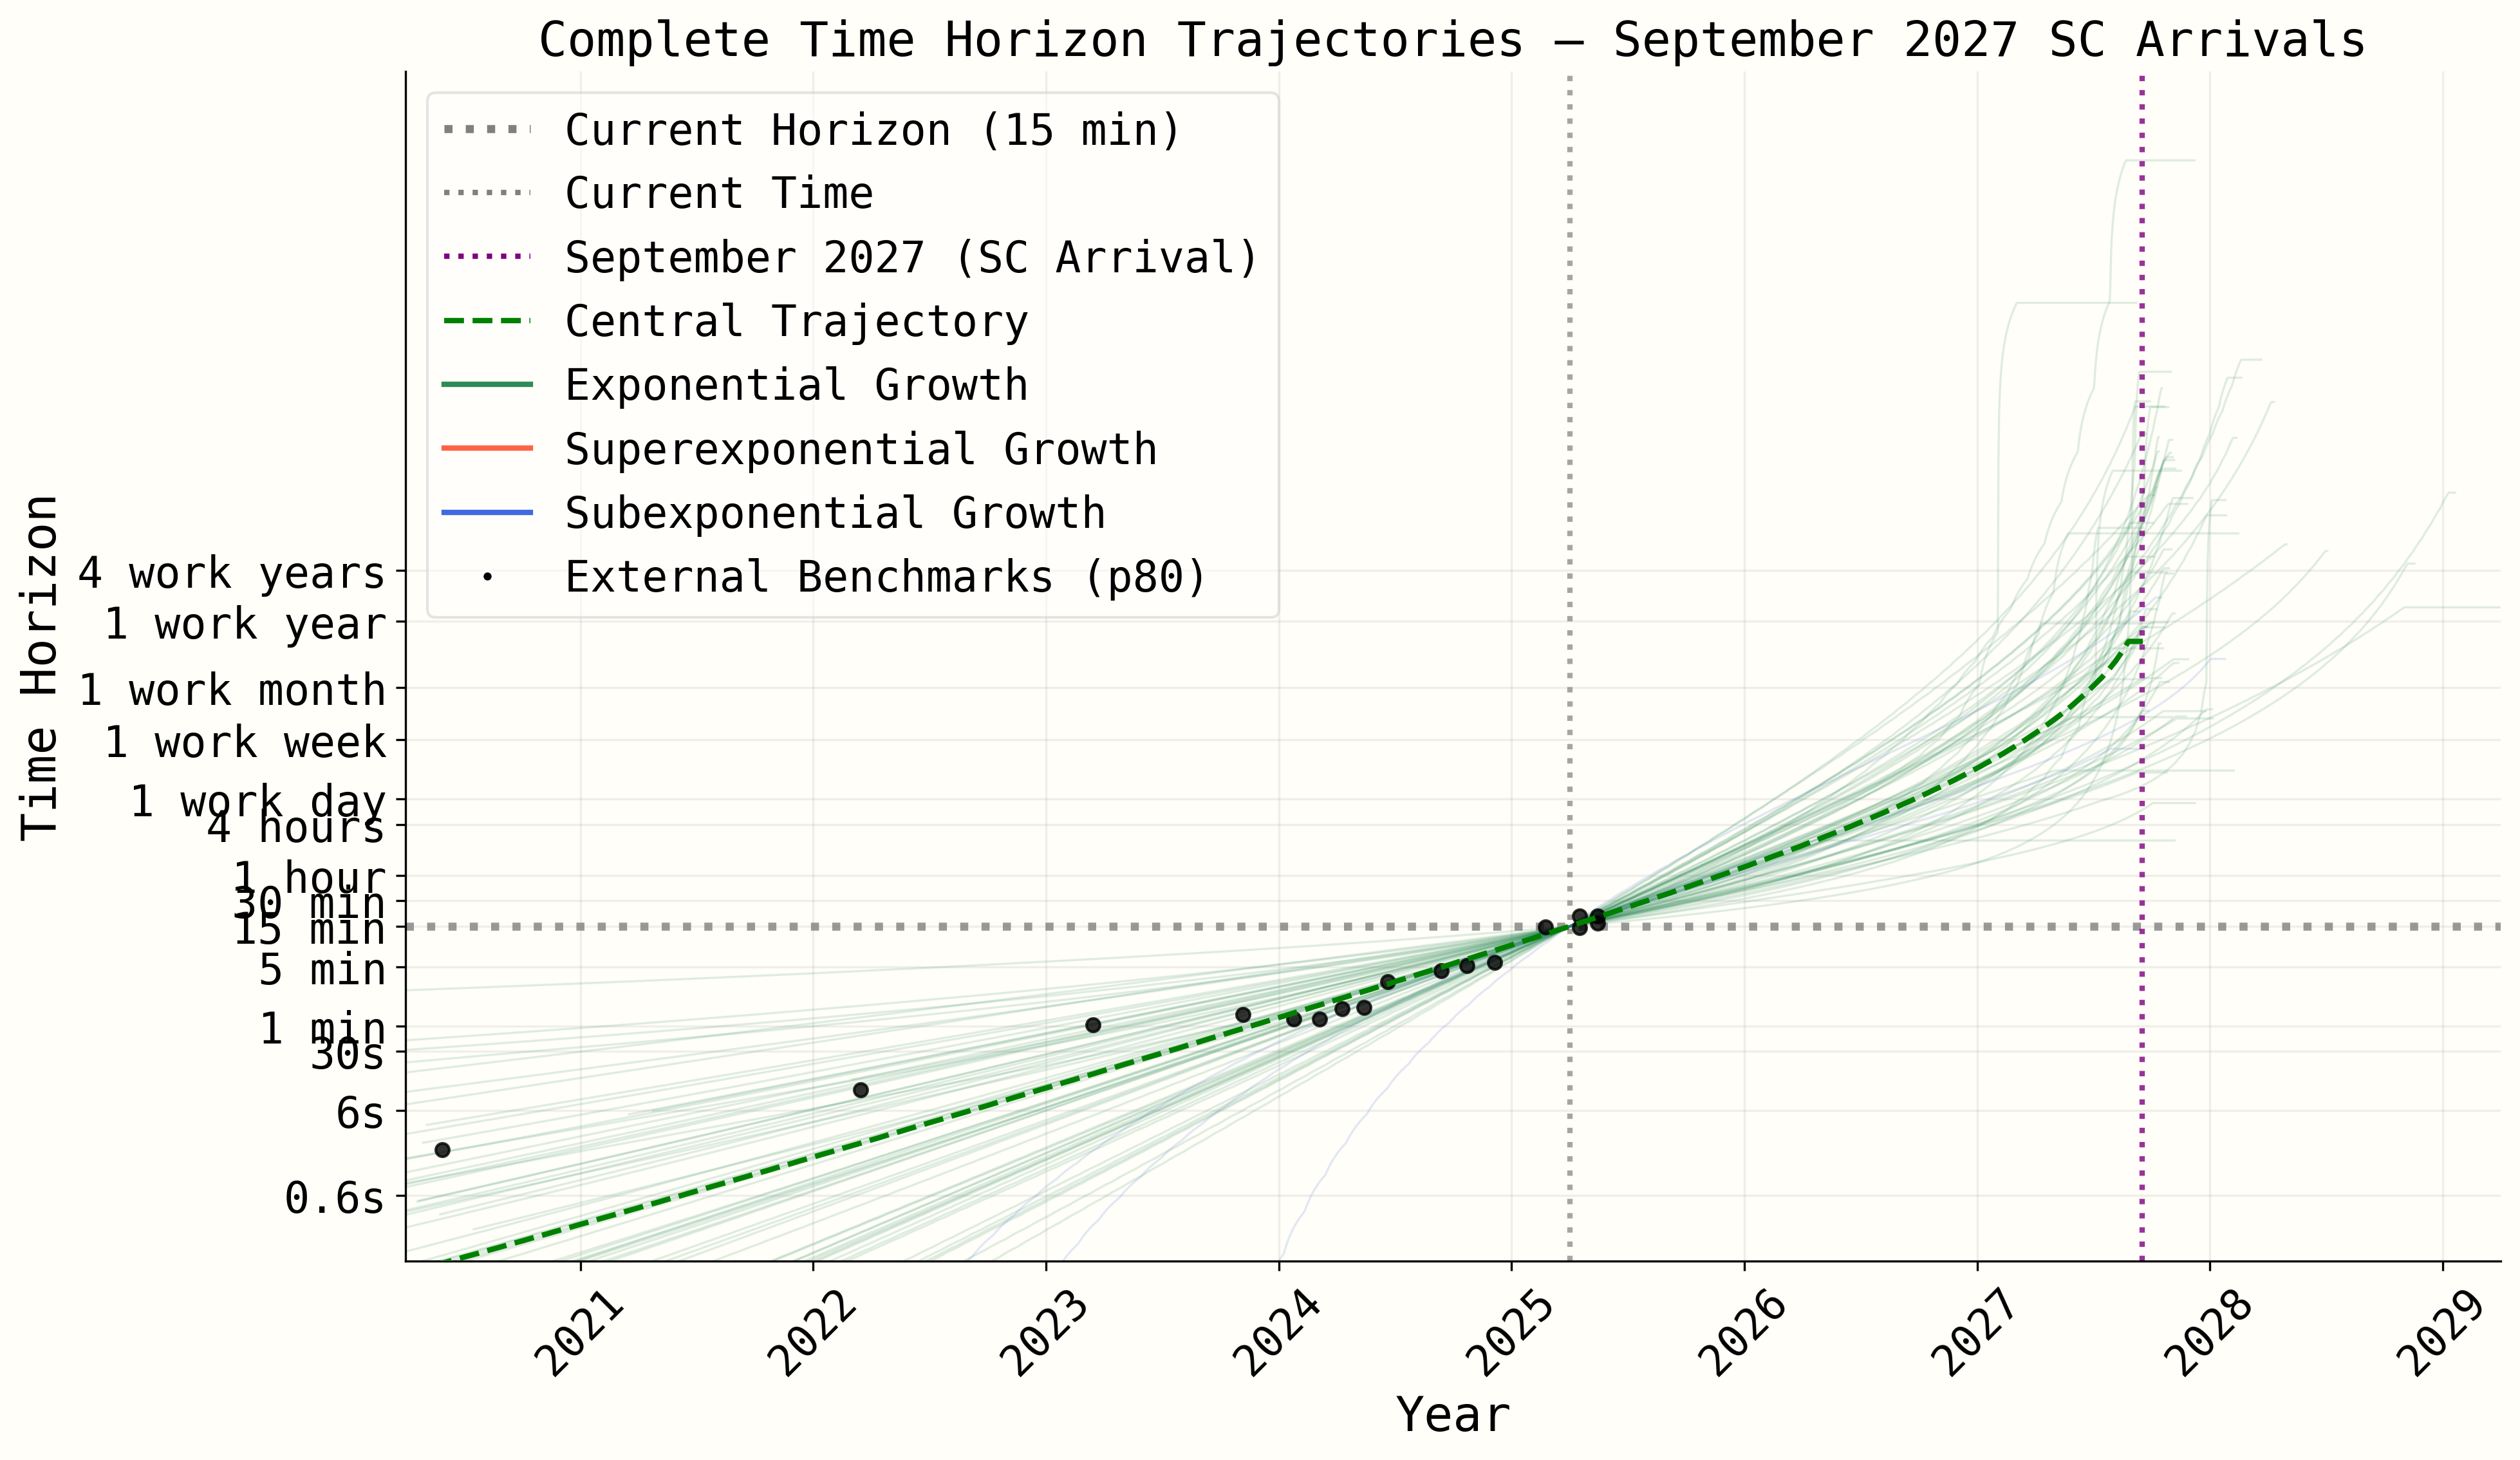 Complete Time Horizon Trajectories — September 2027 SC Arrivals
Current Horizon (15 min)
Current Time
September 2027 (SC Arrival)
Central Trajectory
Exponential Growth
Superexponential Growth
Subexponential Growth
External Benchmarks (p80)
Time Horizon
4 work years
1 work year
1 work month
1 work week
1 work day
4 hours
1 hour
30 min
15 min
5 min
1 min
30s
6s
0.6s
2021
2022
2023
2024
2025
2026
2027
2028
2029
Year